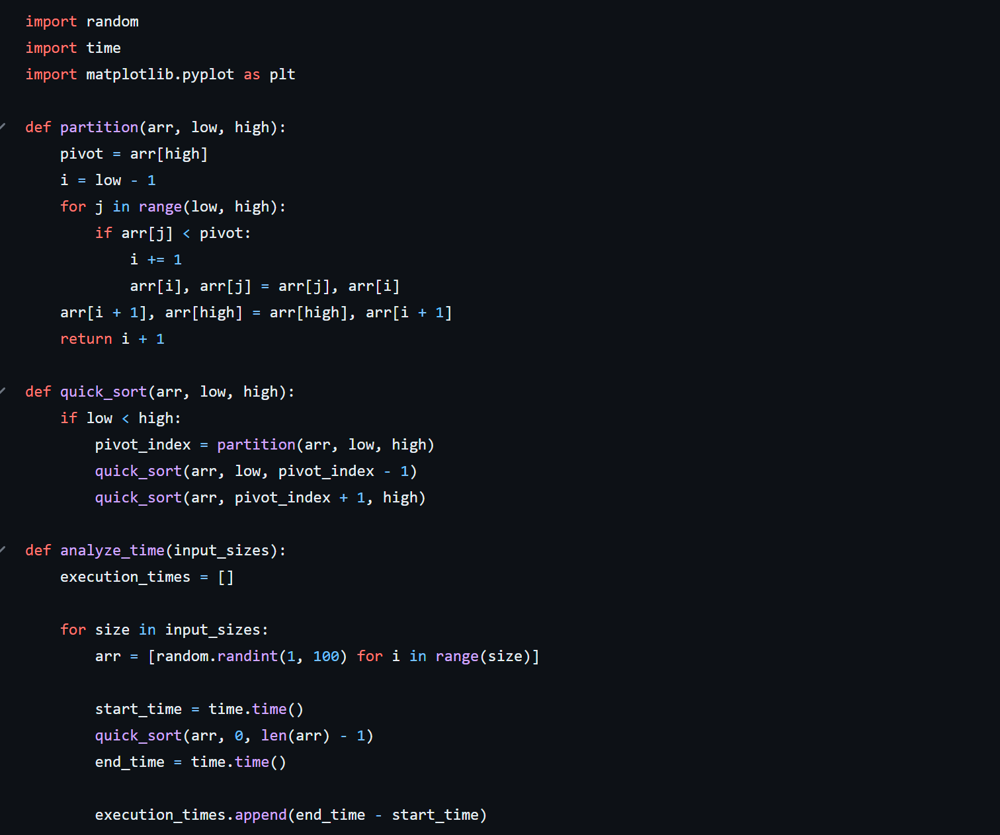 import random
import time
import matplotlib.pyplot as plt
def partition(arr, low, high):
    pivot = arr[high]
    i = low - 1
    for j in range(low, high):
        if arr[j] < pivot:
            i += 1
            arr[i], arr[j] = arr[j], arr[i]
    arr[i + 1], arr[high] = arr[high], arr[i + 1]
    return i + 1
def quick_sort(arr, low, high):
    if low < high:
        pivot_index = partition(arr, low, high)
        quick_sort(arr, low, pivot_index - 1)
        quick_sort(arr, pivot_index + 1, high)
def analyze_time(input_sizes):
    execution_times = []
    for size in input_sizes:
        arr = [random.randint(1, 100) for i in range(size)]
        start_time = time.time()
        quick_sort(arr, 0, len(arr) - 1)
        end_time = time.time()
        execution_times.append(end_time - start_time)